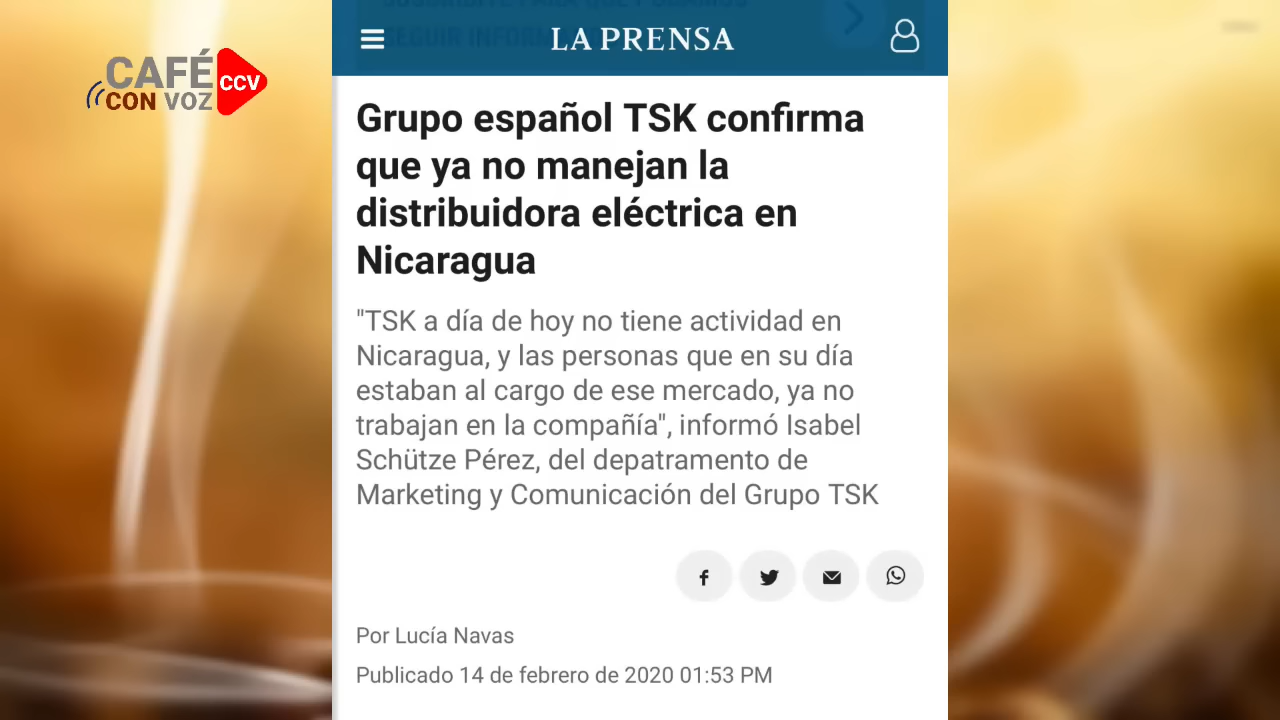 CAFÉ
CON VOZ
CCV
LA PRENSA
Grupo español TSK confirma
que ya no manejan la
distribuidora eléctrica en
Nicaragua
"TSK a día de hoy no tiene actividad en
Nicaragua, y las personas que en su día
estaban al cargo de ese mercado, ya no
trabajan en la compañía", informó Isabel
Schütze Pérez, del depatramento de
Marketing y Comunicación del Grupo TSK
Por Lucía Navas
Publicado 14 de febrero de 2020 01:53 PM